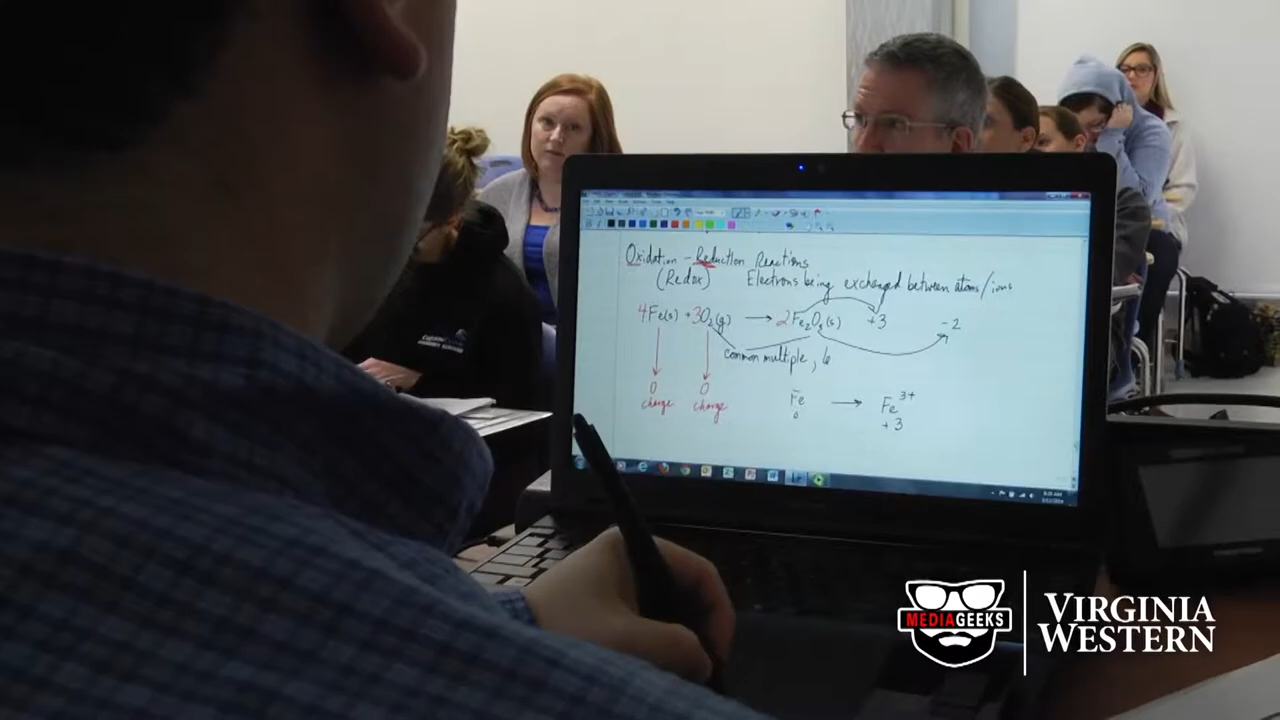 Oxidation - Reduction Reactions
(Redox) Electrons being exchanged between atoms/ions
4Fe(s) + 3O₂(g) → 2Fe₂O₃(s) +3 -2
common multiple, 6
0 0
charge charge
Fe → Fe³⁺
0 +3
MEDIAGEEKS
VIRGINIA
WESTERN